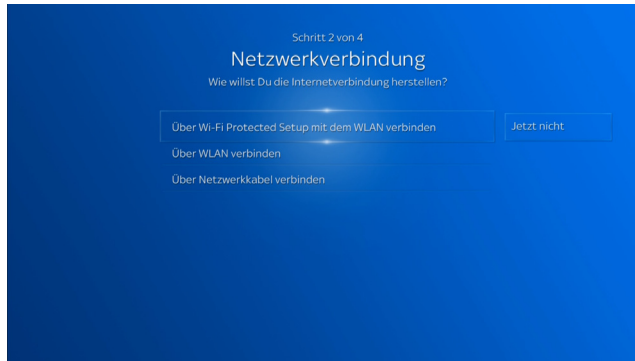 Schritt 2 von 4
Netzwerkverbindung
Wie willst Du die Internetverbindung herstellen?
Über Wi-Fi Protected Setup mit dem WLAN verbinden
Jetzt nicht
Über WLAN verbinden
Über Netzwerkkabel verbinden